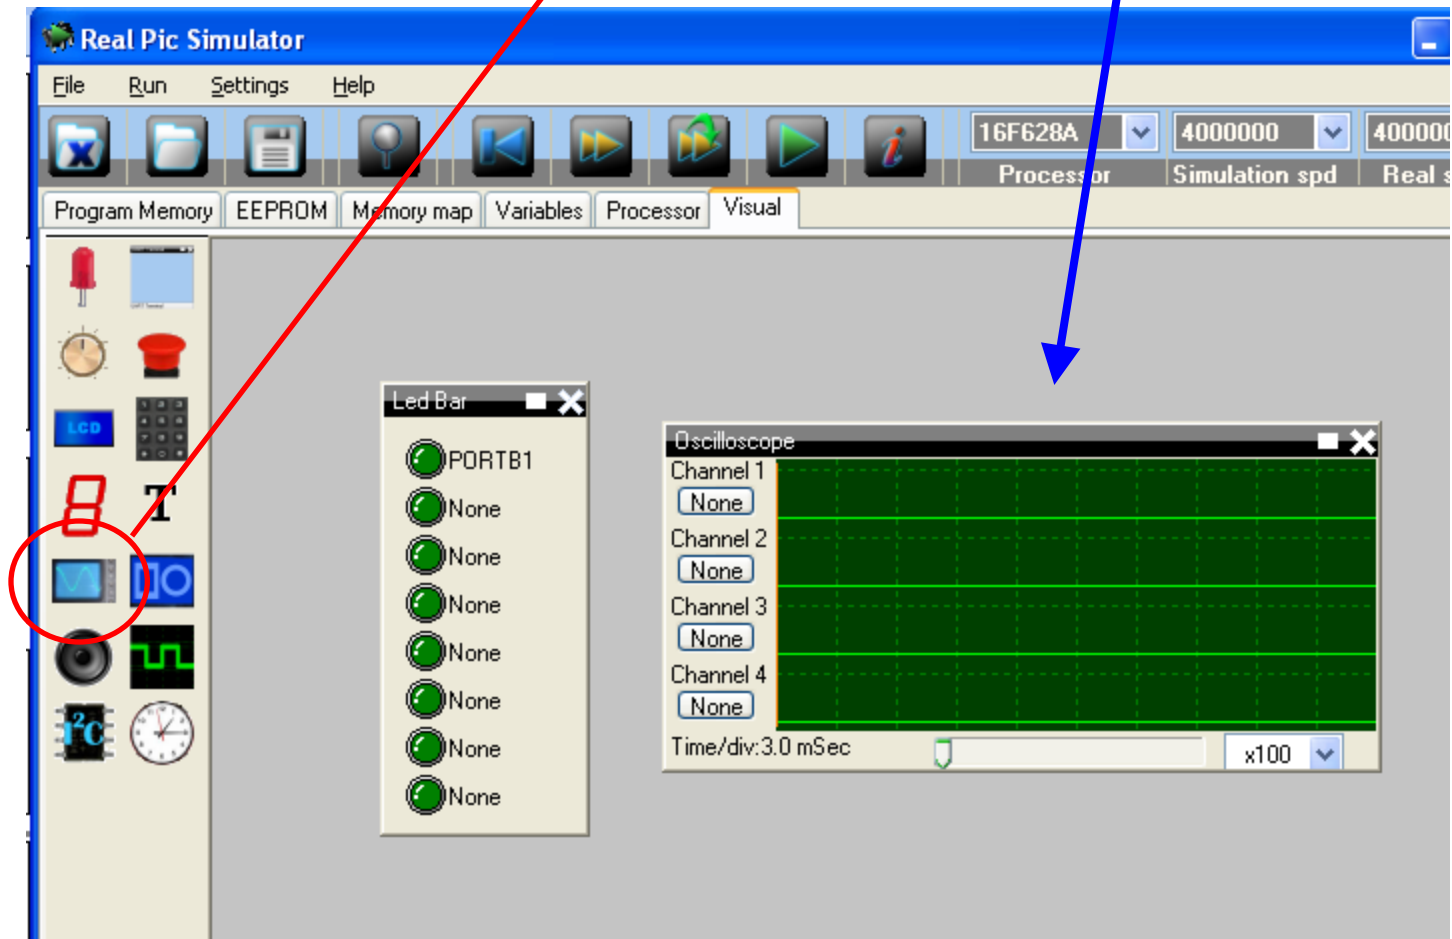 Real Pic Simulator
File Run Settings Help
16F628A 4000000 400000
Processor Simulation spd Real s
Program Memory EEPROM Memory map Variables Processor Visual
LCD
T
I²C
Led Bar
PORTB1
None
None
None
None
None
None
None
Oscilloscope
Channel 1
None
Channel 2
None
Channel 3
None
Channel 4
None
Time/div:3.0 mSec x100